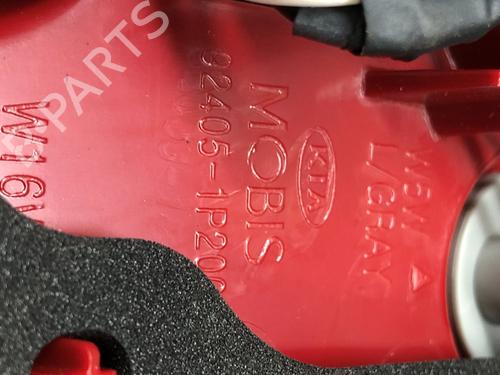 B-PARTS
W16W
92405-1P200
MOBIS
KIA
W5W
L/GRAY